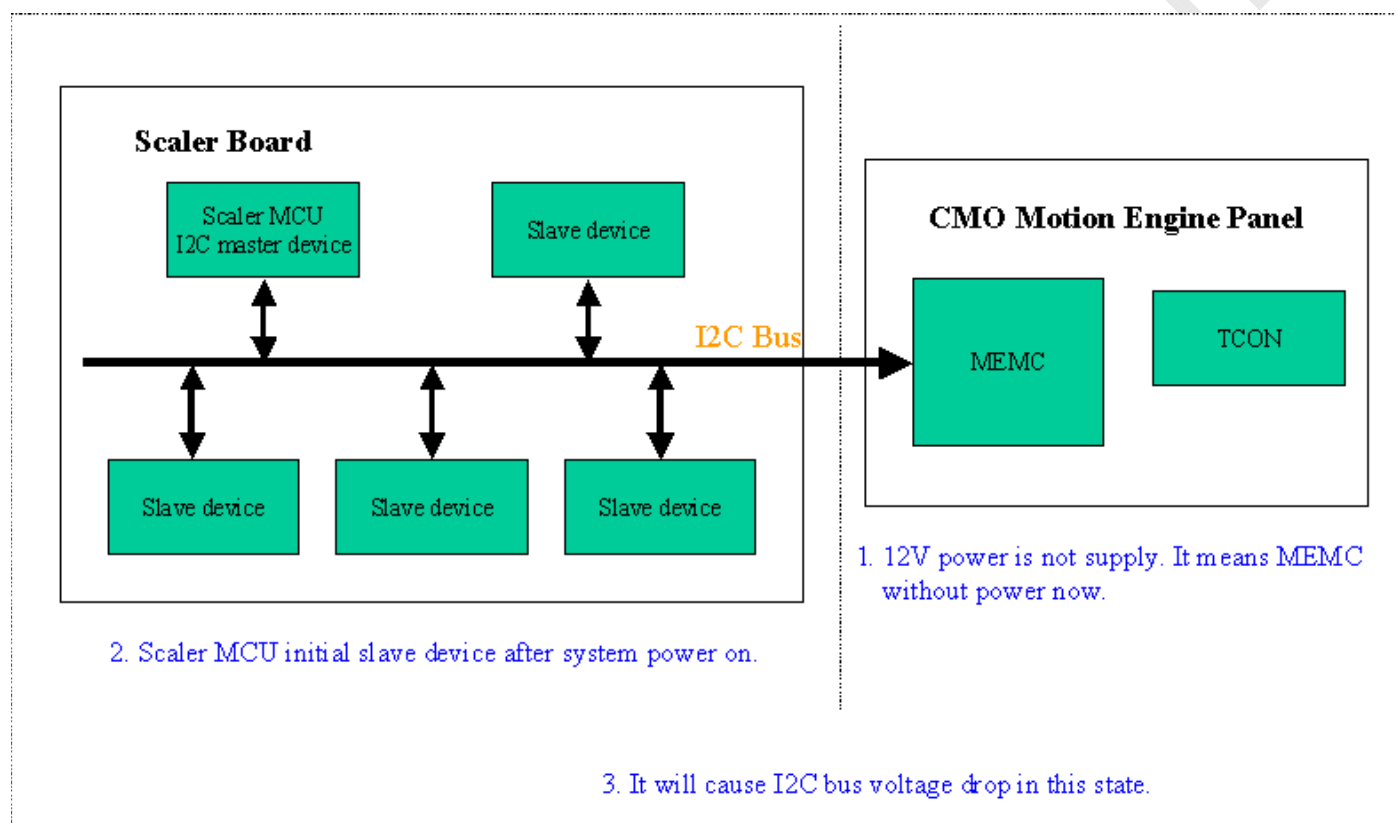 Scaler Board
Scaler MCU
I2C master device
Slave device
I2C Bus
Slave device
Slave device
Slave device
CMO Motion Engine Panel
MEMC
TCON
1. 12V power is not supply. It means MEMC
without power now.
2. Scaler MCU initial slave device after system power on.
3. It will cause I2C bus voltage drop in this state.